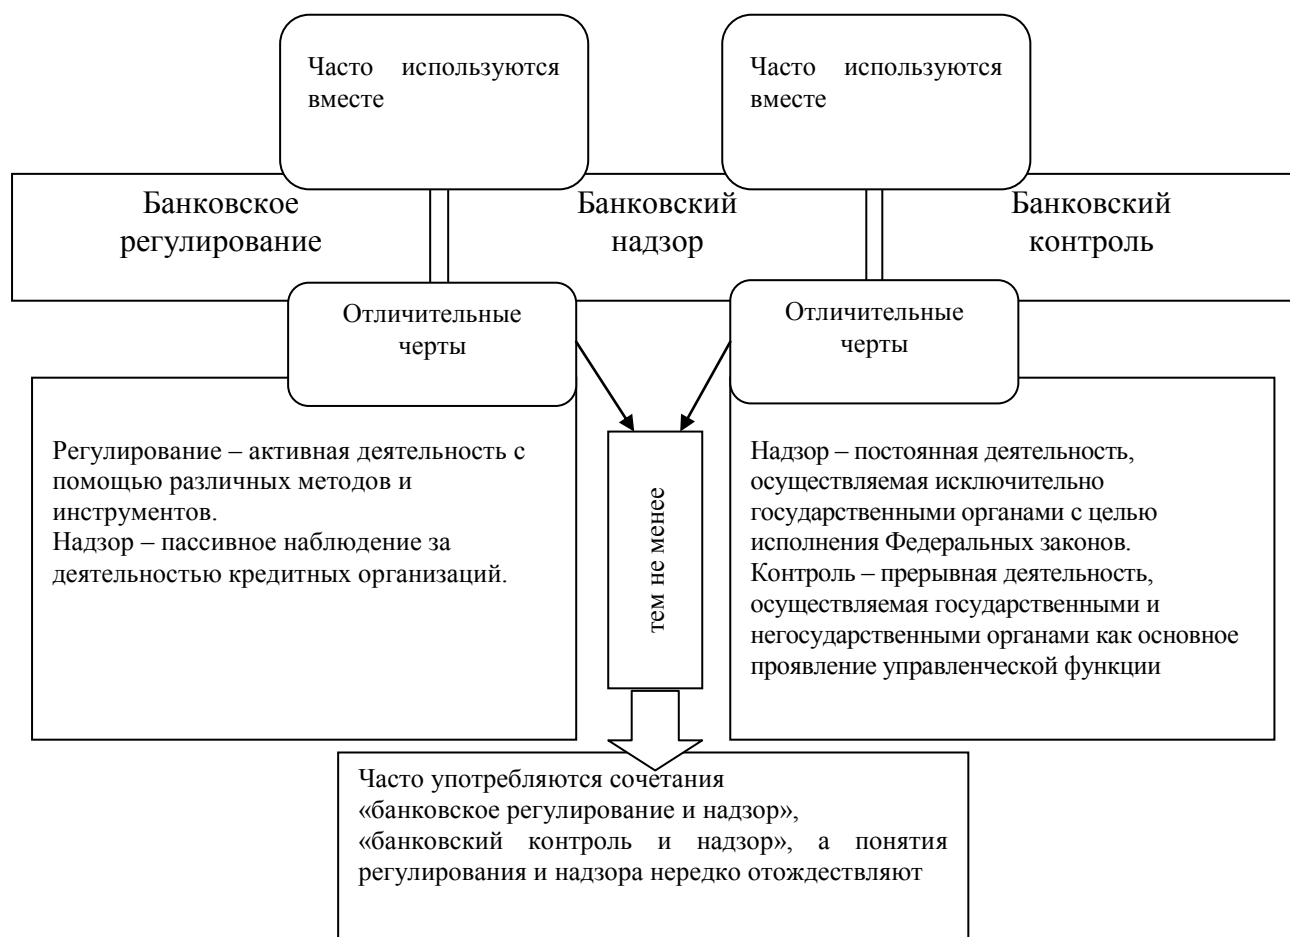 Часто используются
вместе
Часто используются
вместе
Банковское
регулирование
Банковский
надзор
Банковский
контроль
Отличительные
черты
Отличительные
черты
Регулирование – активная деятельность с
помощью различных методов и
инструментов.
Надзор – пассивное наблюдение за
деятельностью кредитных организаций.
тем не менее
Надзор – постоянная деятельность,
осуществляемая исключительно
государственными органами с целью
исполнения Федеральных законов.
Контроль – прерывная деятельность,
осуществляемая государственными и
негосударственными органами как основное
проявление управленческой функции
Часто употребляются сочетания
«банковское регулирование и надзор»,
«банковский контроль и надзор», а понятия
регулирования и надзора нередко отождествляют